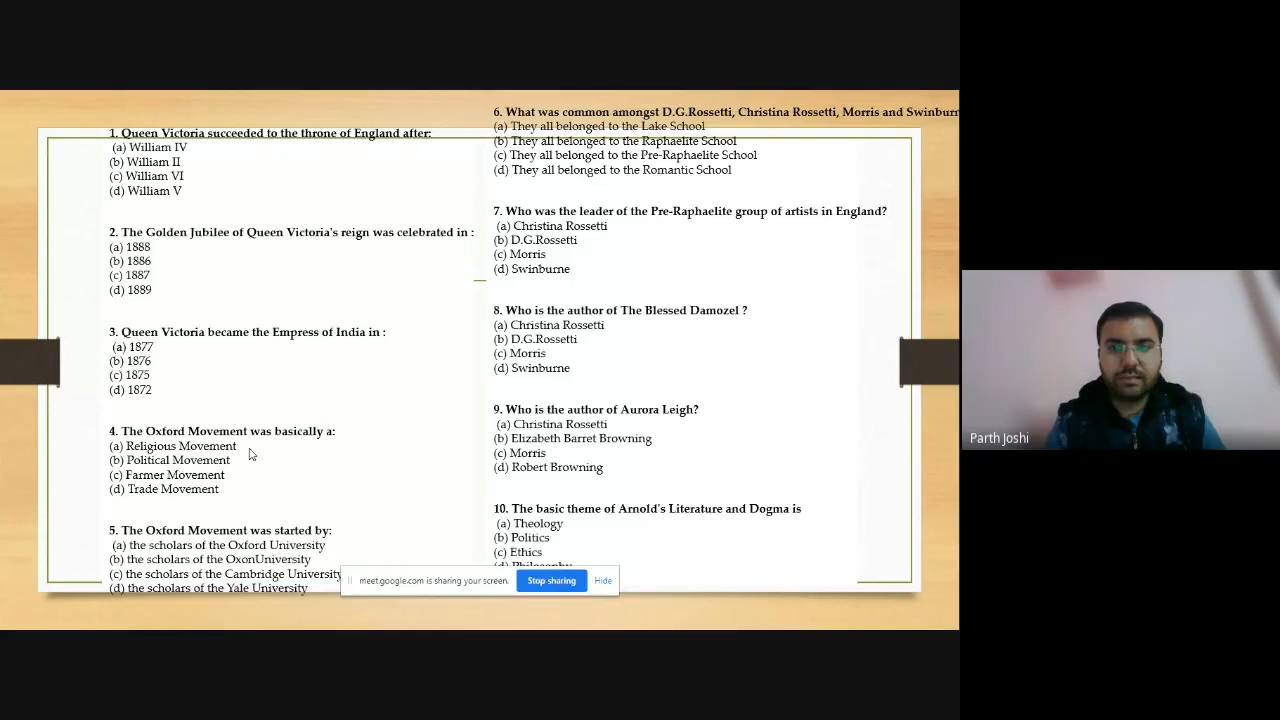 1. Queen Victoria succeeded to the throne of England after:
(a) William IV
(b) William II
(c) William VI
(d) William V
2. The Golden Jubilee of Queen Victoria's reign was celebrated in :
(a) 1888
(b) 1886
(c) 1887
(d) 1889
3. Queen Victoria became the Empress of India in :
(a) 1877
(b) 1876
(c) 1875
(d) 1872
4. The Oxford Movement was basically a:
(a) Religious Movement
(b) Political Movement
(c) Farmer Movement
(d) Trade Movement
5. The Oxford Movement was started by:
(a) the scholars of the Oxford University
(b) the scholars of the OxonUniversity
(c) the scholars of the Cambridge University
(d) the scholars of the Yale University
6. What was common amongst D.G.Rossetti, Christina Rossetti, Morris and Swinburn
(a) They all belonged to the Lake School
(b) They all belonged to the Raphaelite School
(c) They all belonged to the Pre-Raphaelite School
(d) They all belonged to the Romantic School
7. Who was the leader of the Pre-Raphaelite group of artists in England?
(a) Christina Rossetti
(b) D.G.Rossetti
(c) Morris
(d) Swinburne
8. Who is the author of The Blessed Damozel ?
(a) Christina Rossetti
(b) D.G.Rossetti
(c) Morris
(d) Swinburne
9. Who is the author of Aurora Leigh?
(a) Christina Rossetti
(b) Elizabeth Barret Browning
(c) Morris
(d) Robert Browning
10. The basic theme of Arnold's Literature and Dogma is
(a) Theology
(b) Politics
(c) Ethics
(d) Philosophy
meet.google.com is sharing your screen.
Stop sharing
Hide
Parth Joshi